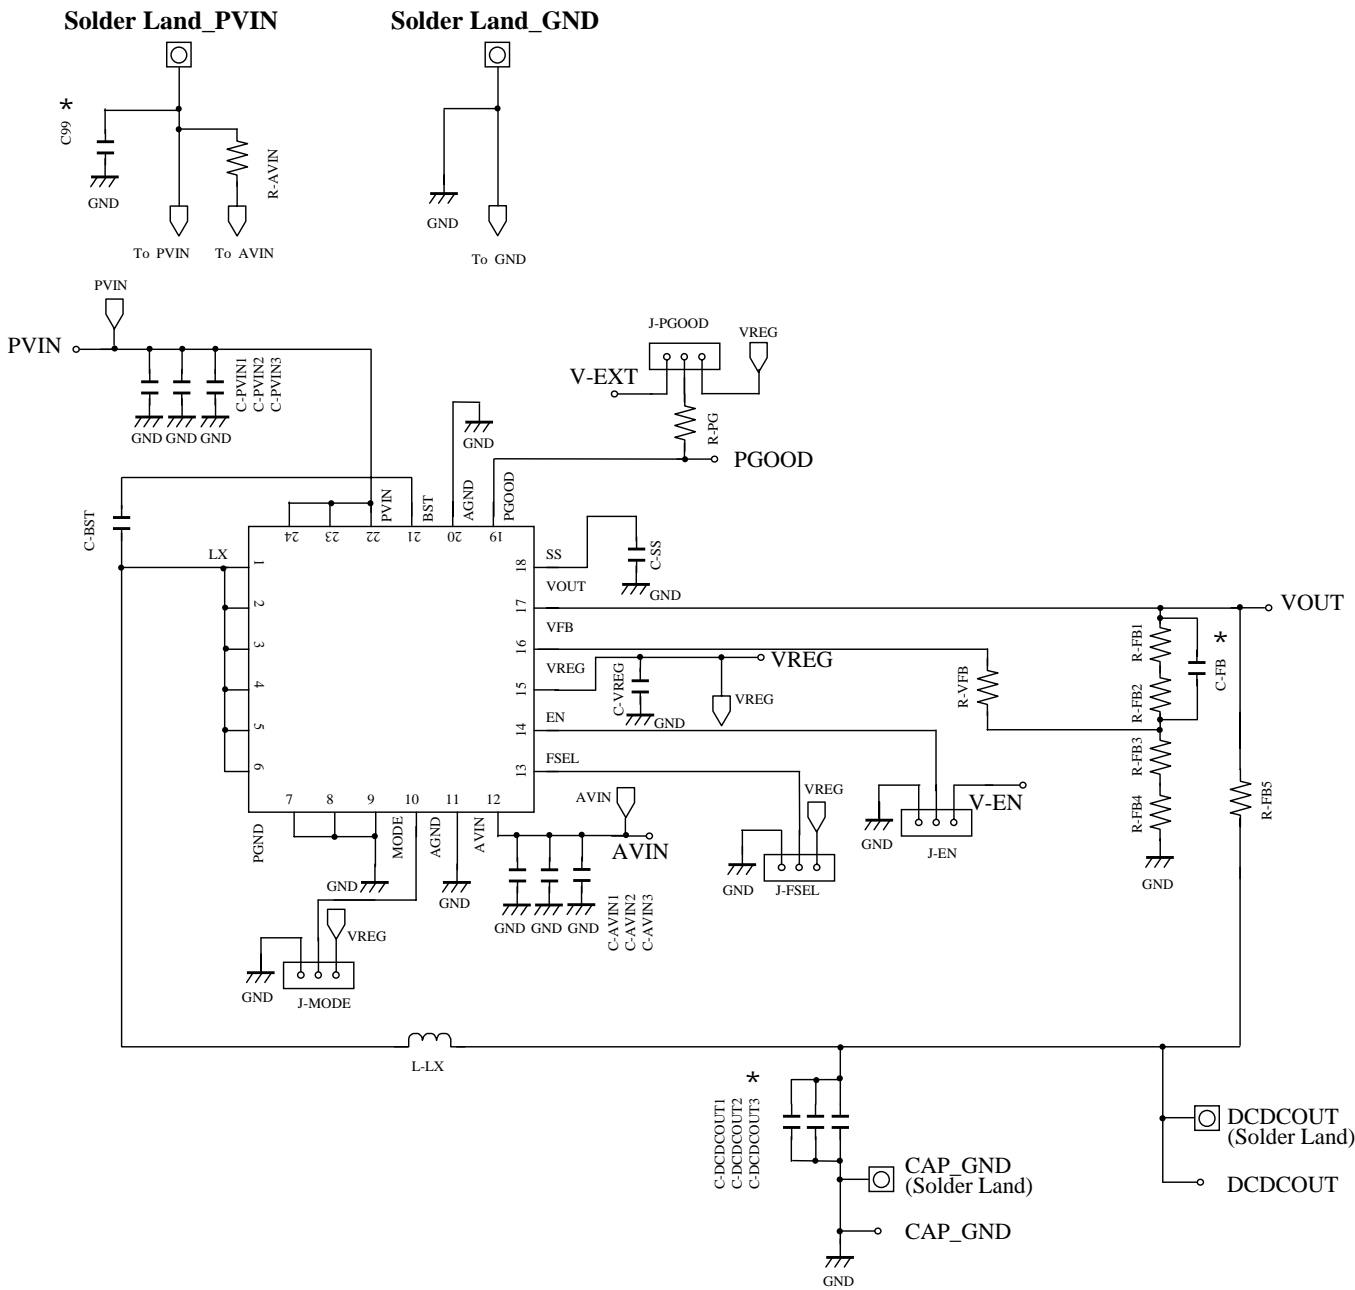 Solder Land_PVIN
Solder Land_GND
*
C99
R-AVIN
GND
GND
To PVIN
To AVIN
To GND
PVIN
PVIN
C-PVIN1
C-PVIN2
C-PVIN3
GND
GND
GND
J-PGOOD
VREG
V-EXT
R-PG
GND
PGOOD
C-BST
PVIN
BST
AGND
PGOOD
24
23
22
21
20
19
LX
1
2
3
4
5
6
18
17
16
15
14
13
SS
VOUT
VFB
VREG
EN
FSEL
C-SS
GND
VOUT
VREG
C-VREG
GND
VREG
R-VFB
R-FB1
R-FB2
R-FB3
R-FB4
*
C-FB
R-FB5
GND
7
8
9
10
11
12
PGND
MODE
AGND
AVIN
GND
GND
AVIN
AVIN
GND
GND
GND
C-AVIN1
C-AVIN2
C-AVIN3
VREG
GND
J-FSEL
V-EN
GND
J-EN
VREG
GND
J-MODE
L-LX
*
C-DCDCOUT1
C-DCDCOUT2
C-DCDCOUT3
CAP_GND
(Solder Land)
CAP_GND
GND
DCDCOUT
(Solder Land)
DCDCOUT